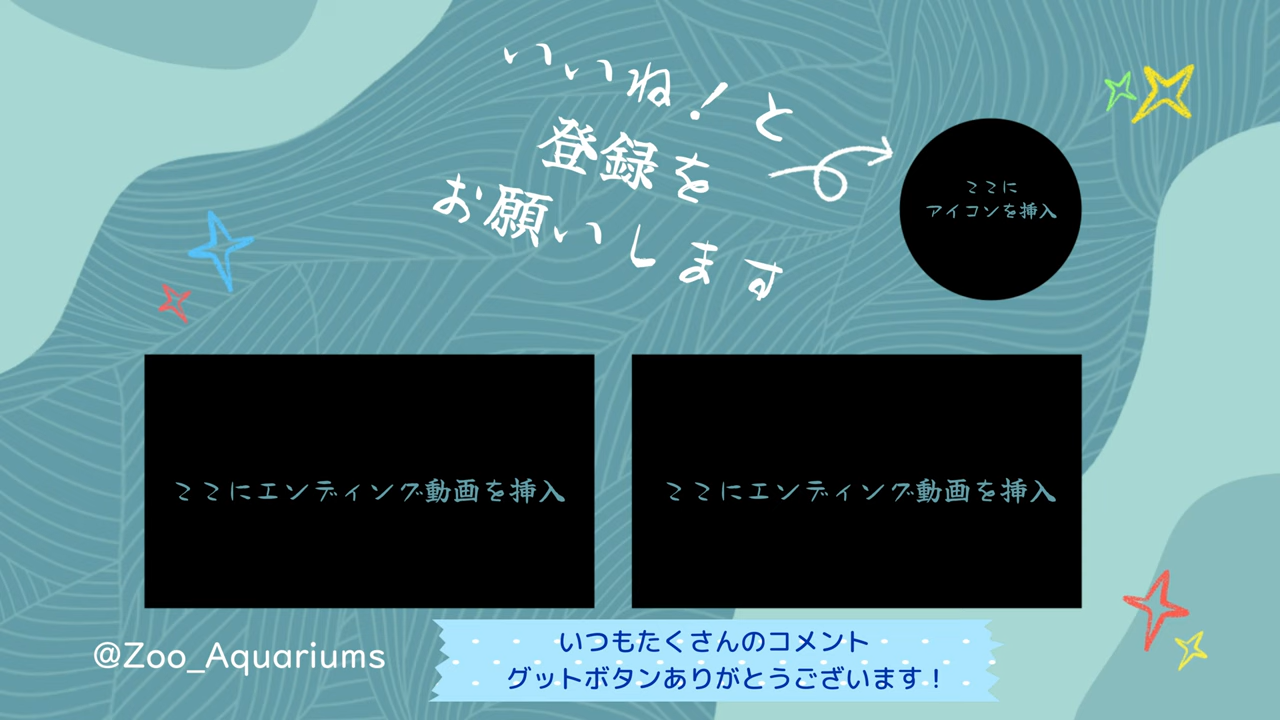 いいね！と
登録を
お願いします
ここに
アイコンを挿入
ここにエンディング動画を挿入
ここにエンディング動画を挿入
@Zoo_Aquariums
いつもたくさんのコメント
グットボタンありがとうございます！